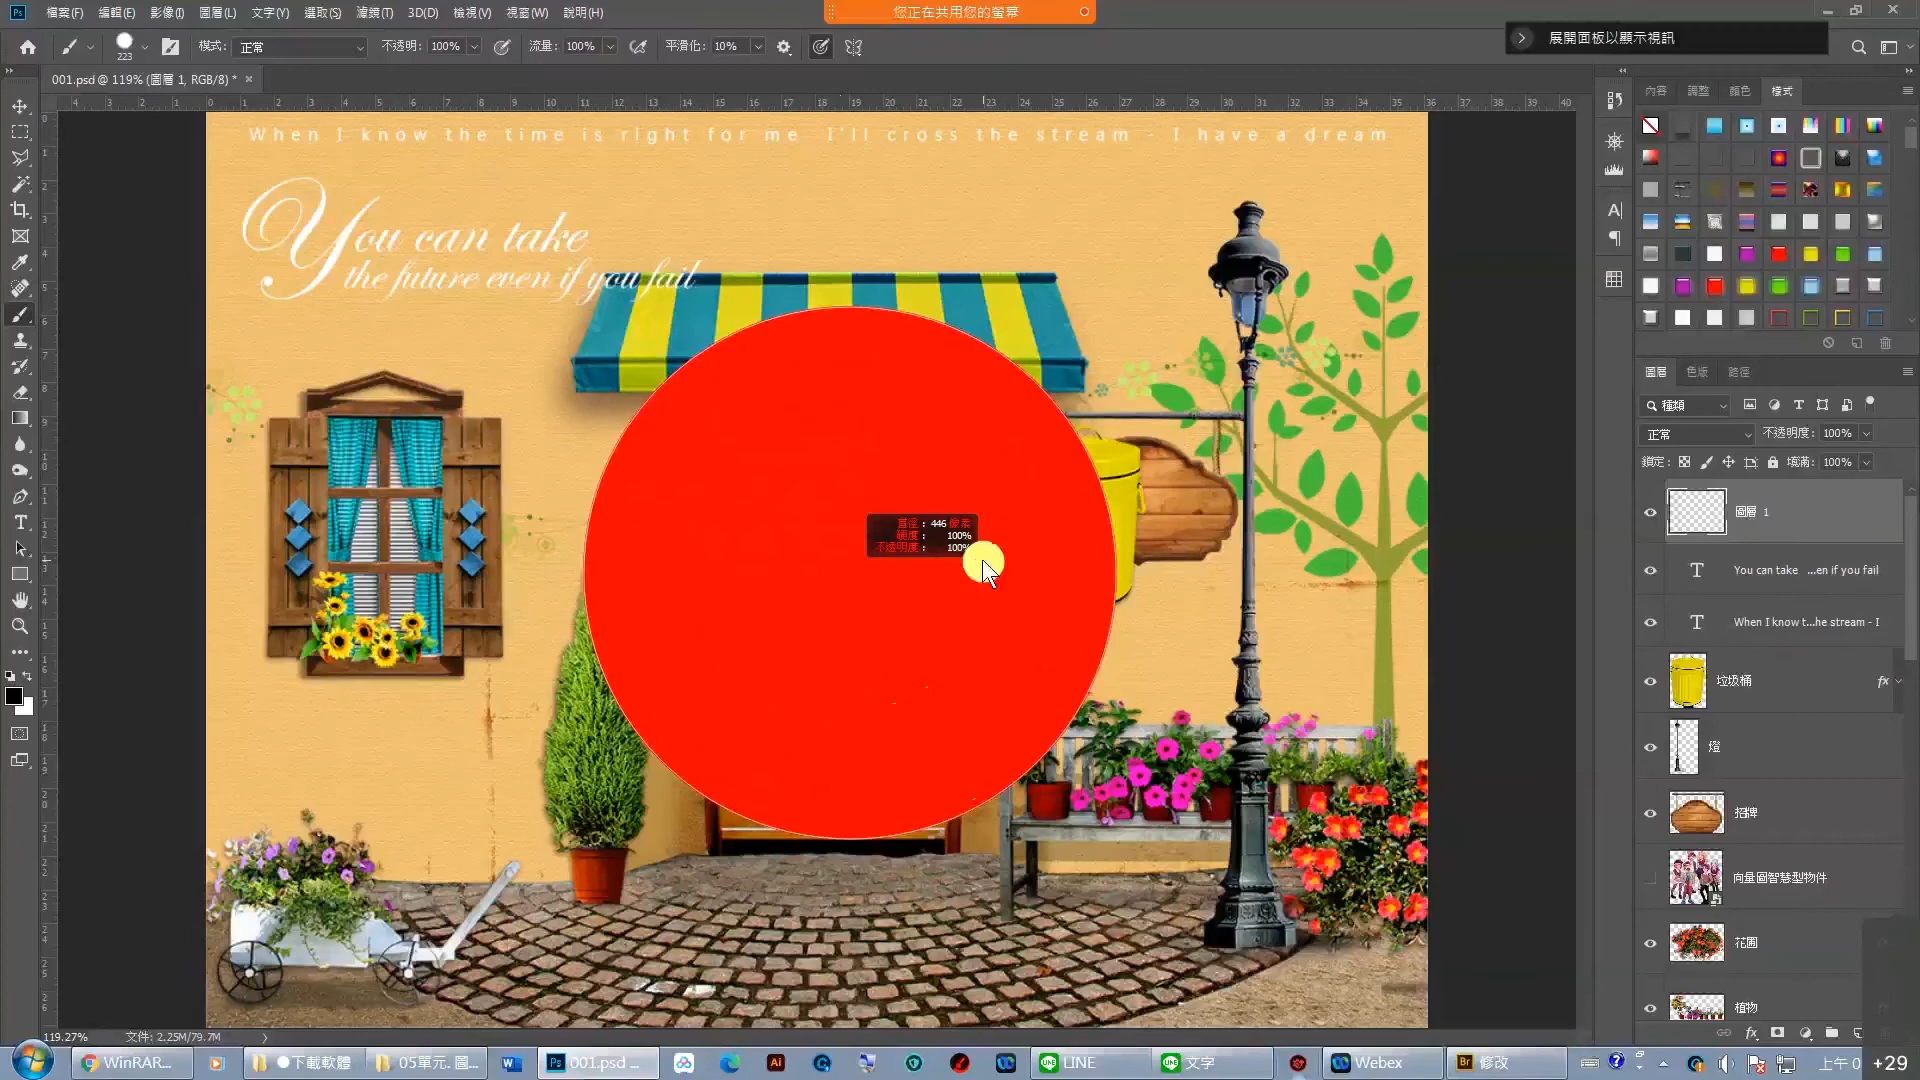 檔案(F) 編輯(E) 影像(I) 圖層(L) 文字(Y) 選取(S) 濾鏡(T) 3D(D) 檢視(V) 視窗(W) 說明(H)
您正在共用您的螢幕
展開面板以顯示視訊
223
模式: 正常
不透明: 100%
流量: 100%
平滑化: 10%
001.psd @ 119% (圖層 1, RGB/8) *
When I know the time is right for me I'll cross the stream - I have a dream
You can take
the future even if you fail
直徑: 446 像素
硬度: 100%
不透明度: 100%
內容 調整 顏色 樣式
圖層 色版 路徑
種類
正常 不透明度: 100%
鎖定: 填滿: 100%
圖層 1
You can take ...en if you fail
When I know t...he stream - I
垃圾桶
fx
燈
招牌
向量圖智慧型物件
花圃
植物
119.27%
文件: 2.25M/79.7M
WinRAR...
●下載軟體
05單元. 圖...
001.psd ...
LINE
文字
Webex
修改
上午 0
+29